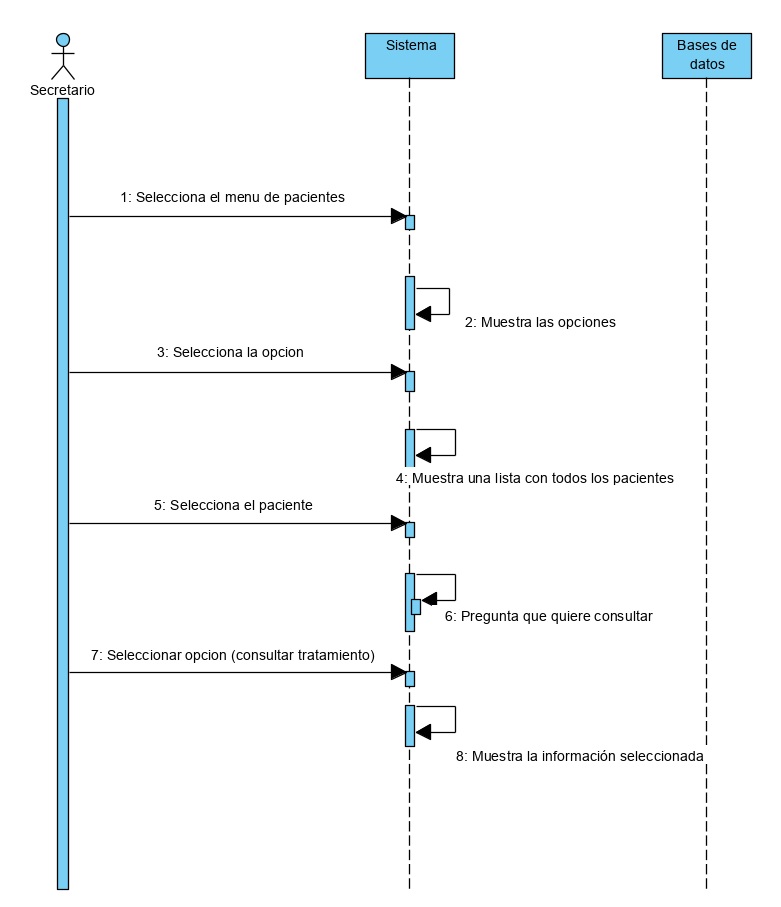 Secretario
Sistema
Bases de
datos
1: Selecciona el menu de pacientes
2: Muestra las opciones
3: Selecciona la opcion
4: Muestra una lista con todos los pacientes
5: Selecciona el paciente
6: Pregunta que quiere consultar
7: Seleccionar opcion (consultar tratamiento)
8: Muestra la información seleccionada